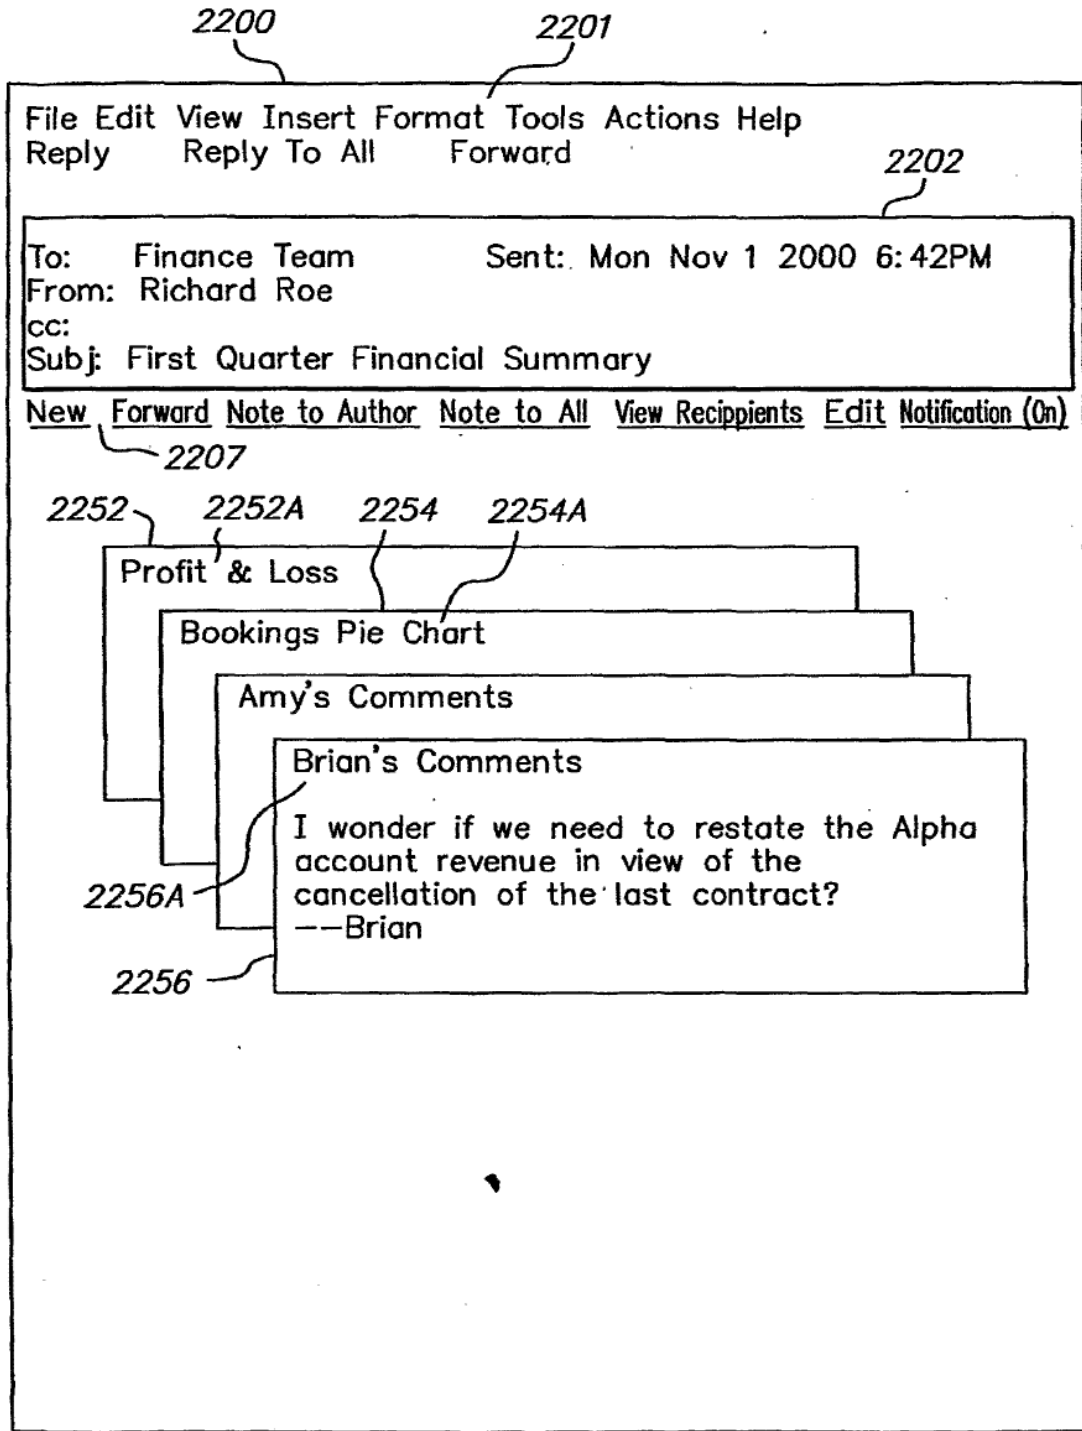 2200 2201
File Edit View Insert Format Tools Actions Help
Reply Reply To All Forward
2202
To: Finance Team Sent: Mon Nov 1 2000 6:42PM
From: Richard Roe
cc:
Subj: First Quarter Financial Summary
New Forward Note to Author Note to All View Recippients Edit Notification (On)
2207
2252 2252A 2254 2254A
Profit & Loss
Bookings Pie Chart
Amy's Comments
Brian's Comments
I wonder if we need to restate the Alpha
account revenue in view of the
2256A cancellation of the last contract?
--Brian
2256